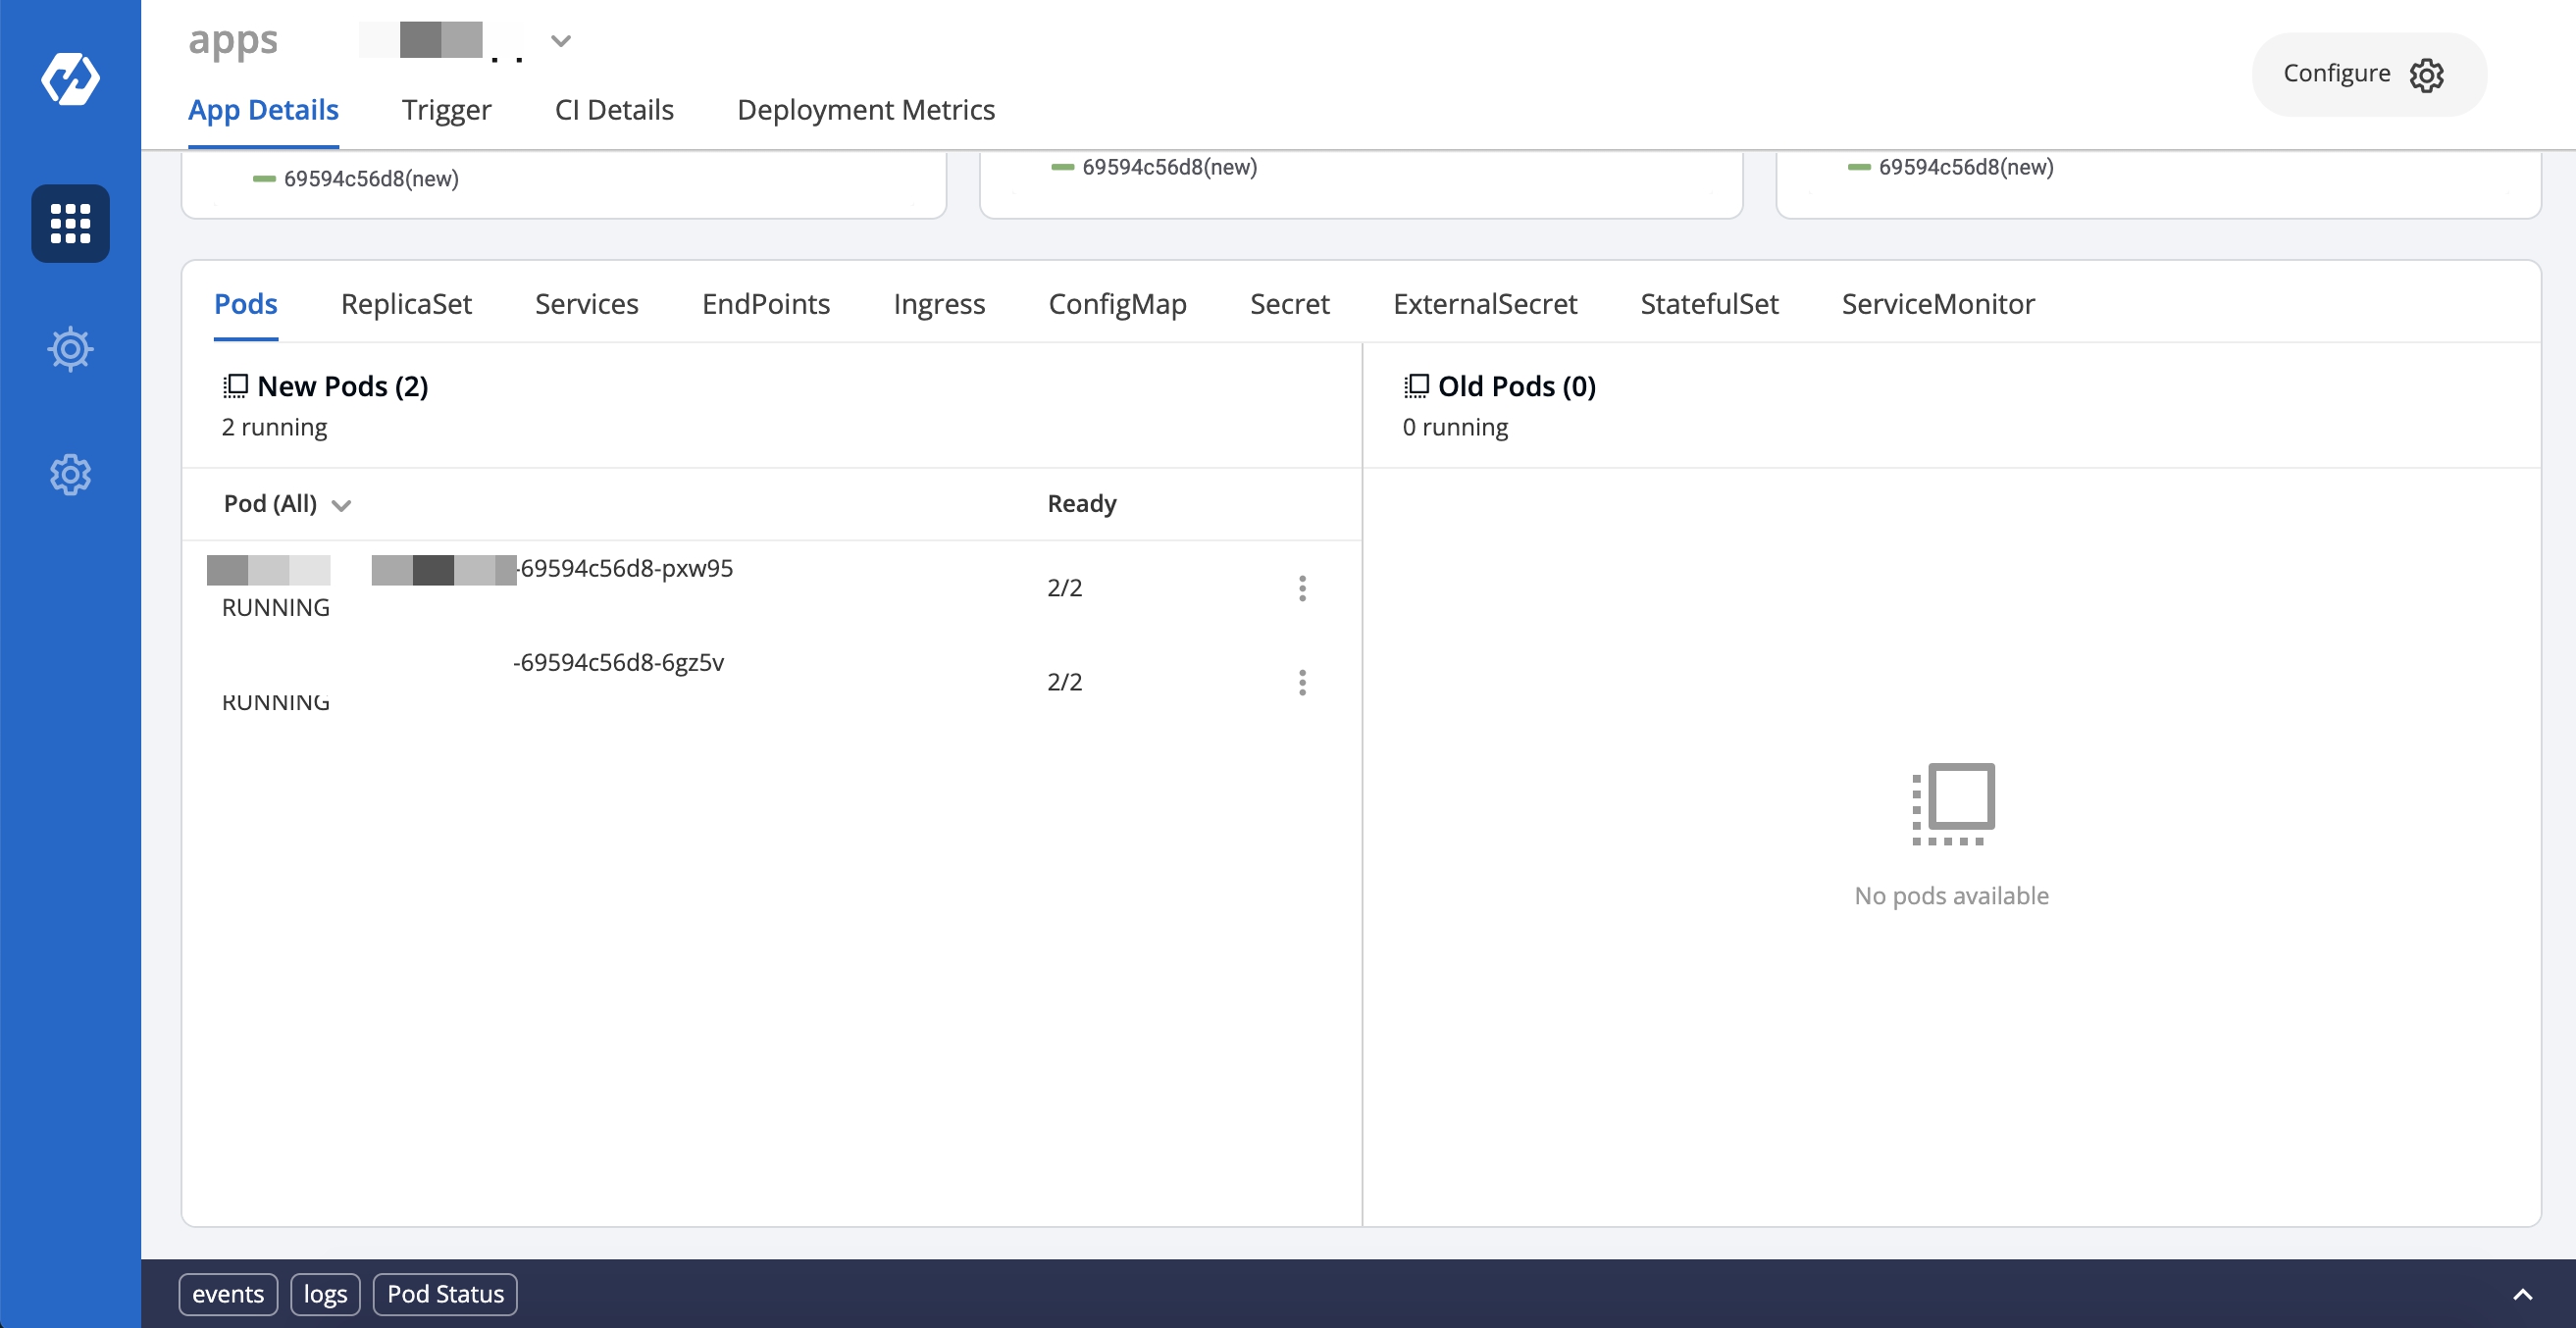 apps
Configure
App Details Trigger CI Details Deployment Metrics
69594c56d8(new) 69594c56d8(new) 69594c56d8(new)
Pods ReplicaSet Services EndPoints Ingress ConfigMap Secret ExternalSecret StatefulSet ServiceMonitor
New Pods (2)
2 running
Old Pods (0)
0 running
Pod (All) Ready
-69594c56d8-pxw95
RUNNING
2/2
-69594c56d8-6gz5v
RUNNING
2/2
No pods available
events logs Pod Status